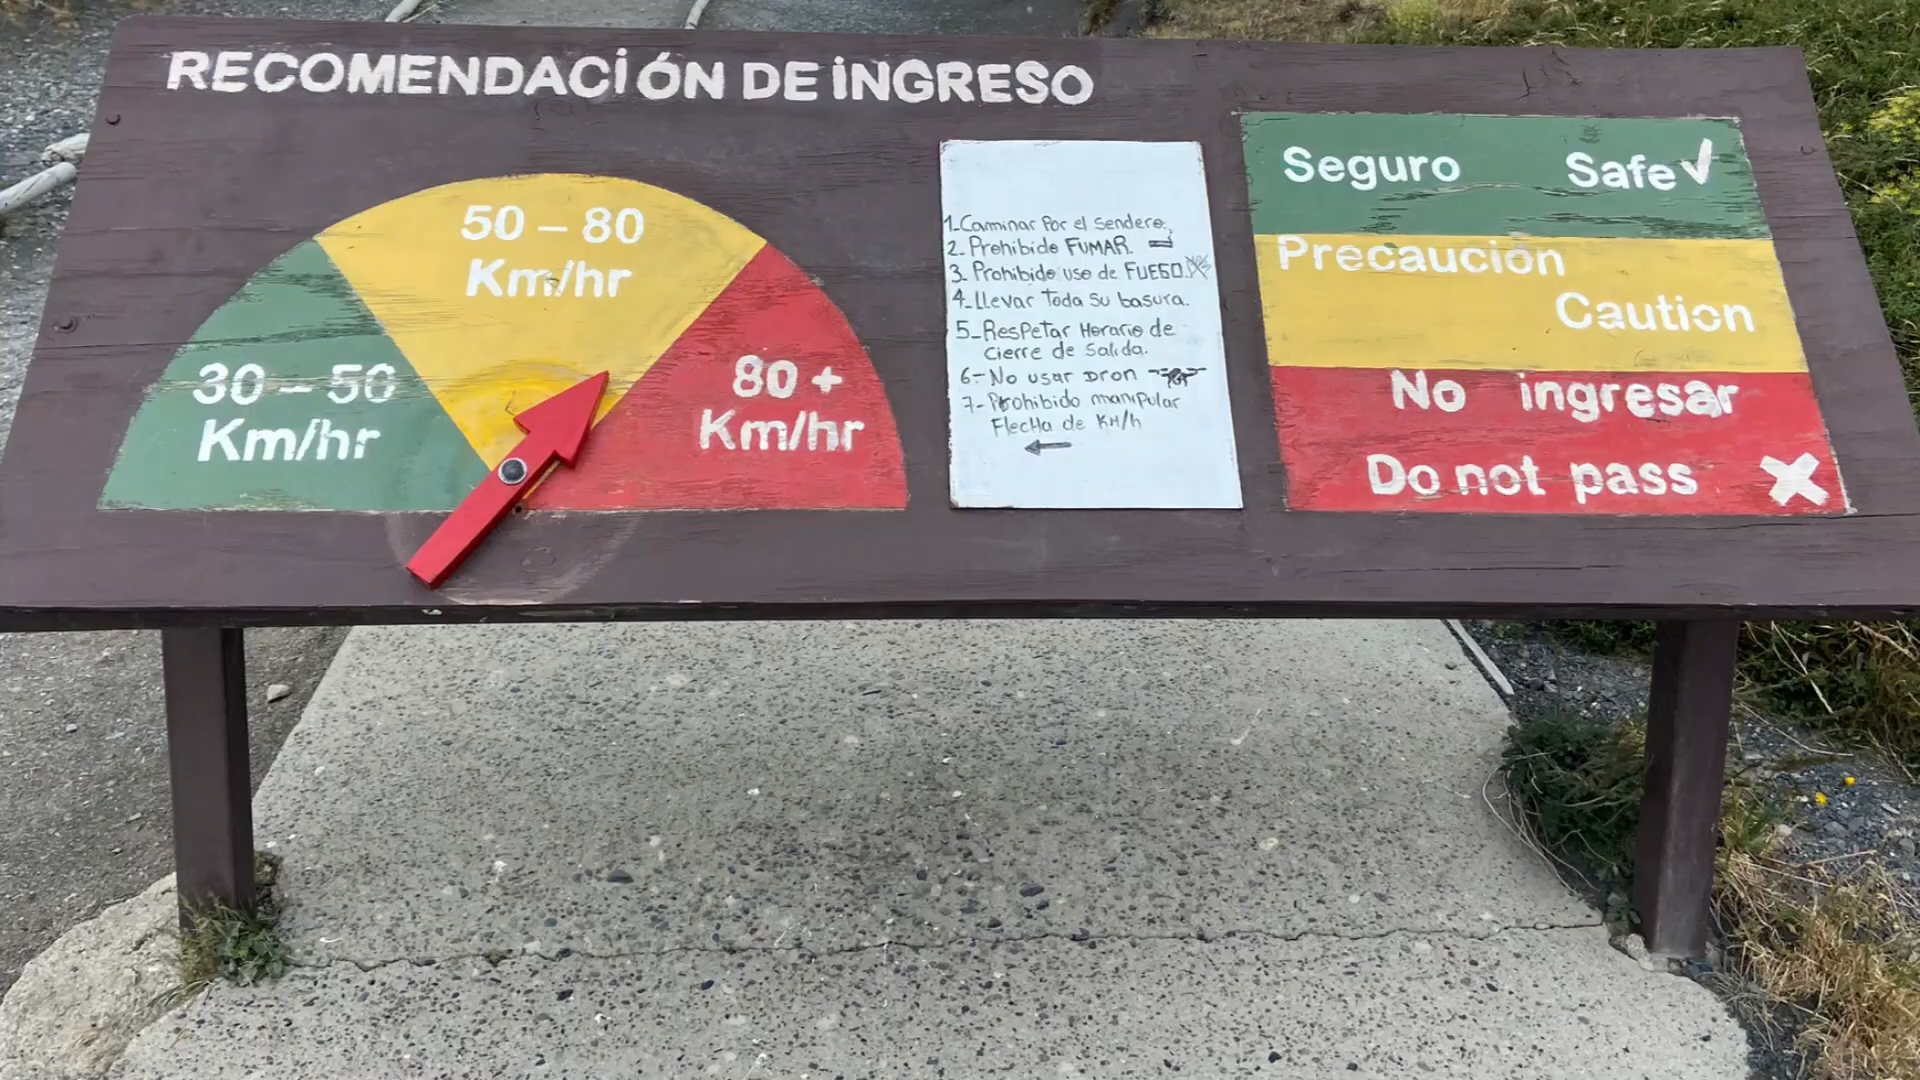 RECOMENDACiÓN DE iNGRESO
50 – 80
Km/hr
30 – 50
Km/hr
80 +
Km/hr
1-Caminar Por el Sendero.
2. Prohibido FUMAR.
3. Prohibido uso de FUEGO.
4-Llevar Toda Su basura.
5-Respetar Horario de
cierre de Salida.
6- No usar Dron
7- Prohibido manipular
Flecha de KM/h
Seguro Safe
Precaución
Caution
No ingresar
Do not pass